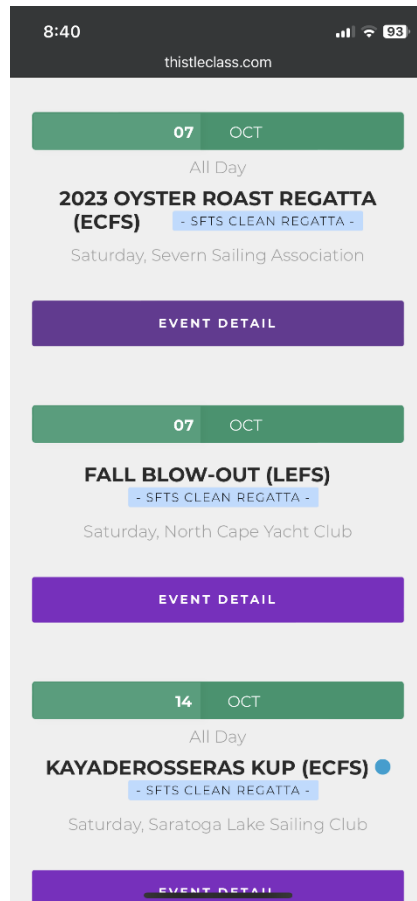 8:40 93
thistleclass.com
07 OCT
All Day
2023 OYSTER ROAST REGATTA
(ECFS) - SFTS CLEAN REGATTA -
Saturday, Severn Sailing Association
EVENT DETAIL
07 OCT
FALL BLOW-OUT (LEFS)
- SFTS CLEAN REGATTA -
Saturday, North Cape Yacht Club
EVENT DETAIL
14 OCT
All Day
KAYADEROSSERAS KUP (ECFS)
- SFTS CLEAN REGATTA -
Saturday, Saratoga Lake Sailing Club
EVENT DETAIL